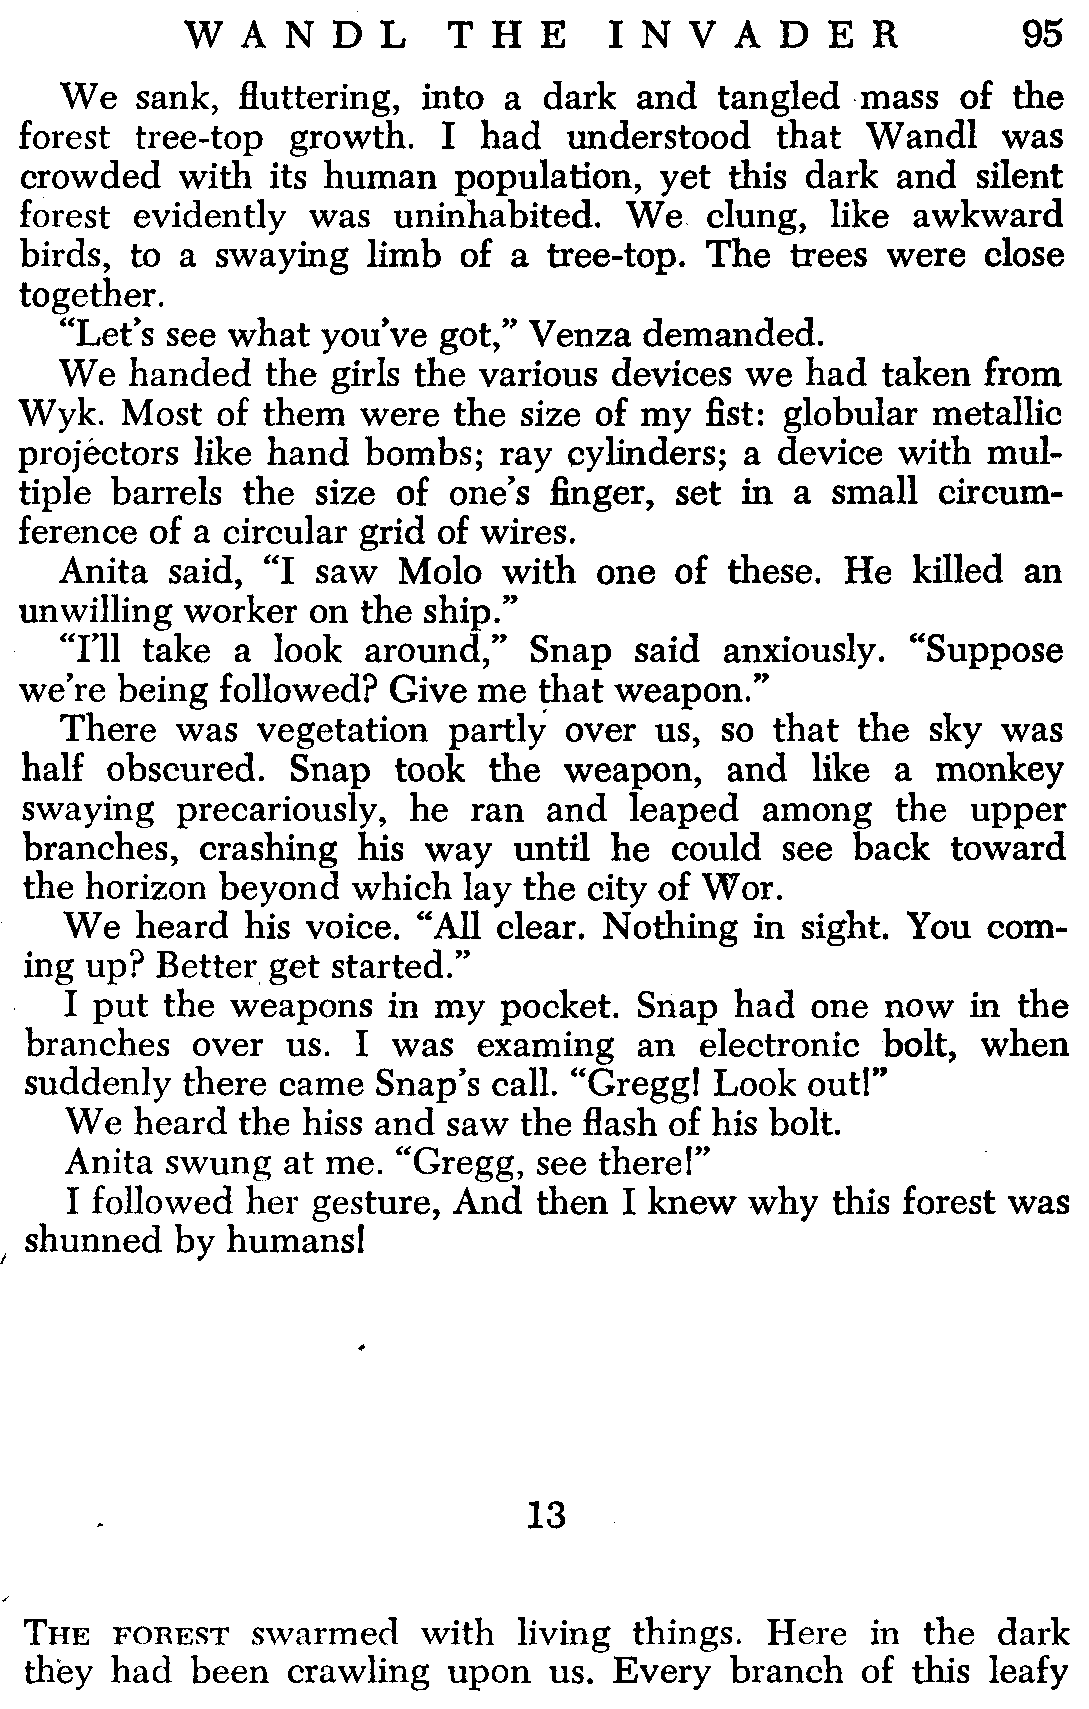 WANDL THE INVADER 95
We sank, fluttering, into a dark and tangled mass of the
forest tree-top growth. I had understood that Wandl was
crowded with its human population, yet this dark and silent
forest evidently was uninhabited. We clung, like awkward
birds, to a swaying limb of a tree-top. The trees were close
together.
“Let’s see what you’ve got,” Venza demanded.
We handed the girls the various devices we had taken from
Wyk. Most of them were the size of my fist: globular metallic
projectors like hand bombs; ray cylinders; a device with mul-
tiple barrels the size of one’s finger, set in a small circum-
ference of a circular grid of wires.
Anita said, “I saw Molo with one of these. He killed an
unwilling worker on the ship.”
“I’ll take a look around,” Snap said anxiously. “Suppose
we’re being followed? Give me that weapon.”
There was vegetation partly over us, so that the sky was
half obscured. Snap took the weapon, and like a monkey
swaying precariously, he ran and leaped among the upper
branches, crashing his way until he could see back toward
the horizon beyond which lay the city of Wor.
We heard his voice. “All clear. Nothing in sight. You com-
ing up? Better get started.”
I put the weapons in my pocket. Snap had one now in the
branches over us. I was examing an electronic bolt, when
suddenly there came Snap’s call. “Gregg! Look out!”
We heard the hiss and saw the flash of his bolt.
Anita swung at me. “Gregg, see there!”
I followed her gesture, And then I knew why this forest was
shunned by humans!
13
THE FOREST swarmed with living things. Here in the dark
they had been crawling upon us. Every branch of this leafy